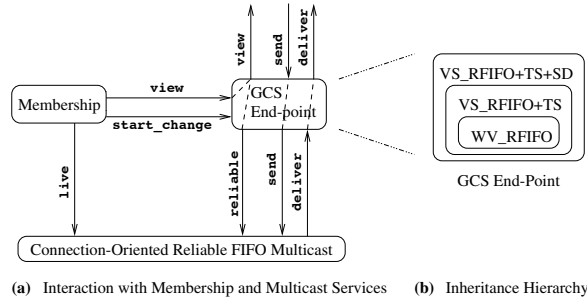 view
send
deliver
VS_RFIFO+TS+SD
view
GCS
VS_RFIFO+TS
Membership
End-point
start_change
WV_RFIFO
GCS End-Point
live
reliable
send
deliver
Connection-Oriented Reliable FIFO Multicast
(a) Interaction with Membership and Multicast Services
(b) Inheritance Hierarchy